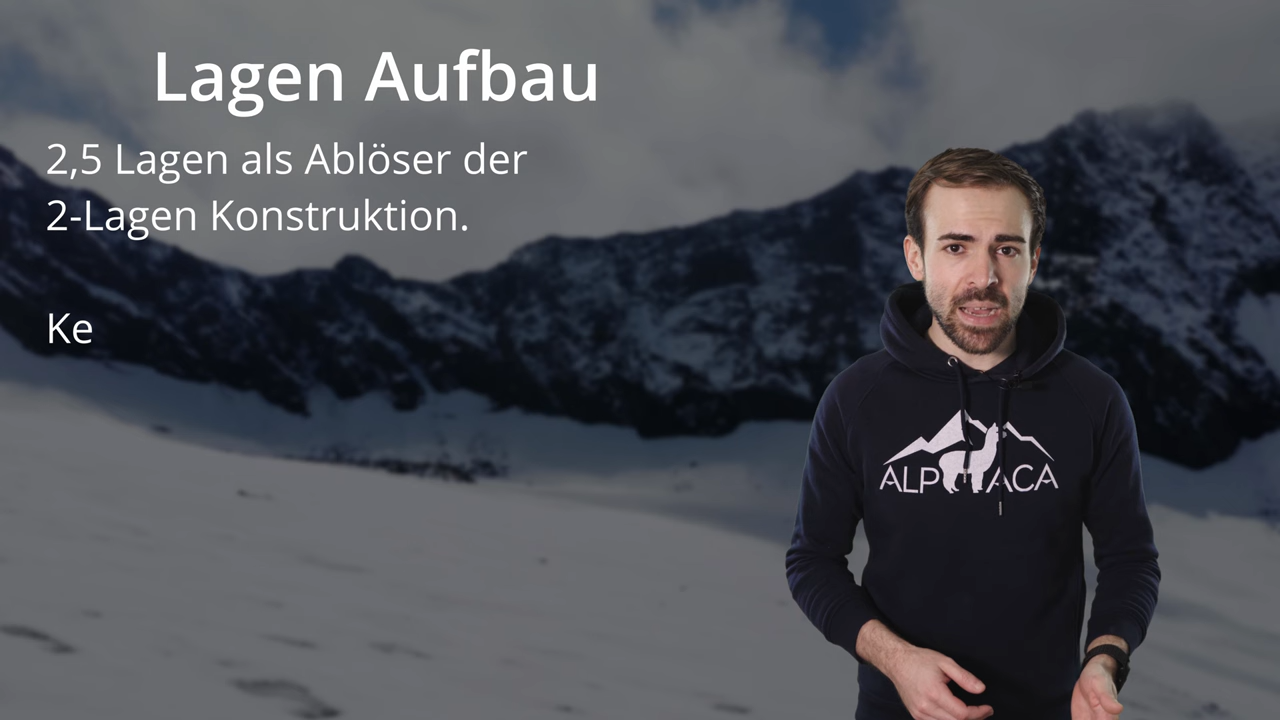 Lagen Aufbau
2,5 Lagen als Ablöser der
2-Lagen Konstruktion.
Ke
ALPACA